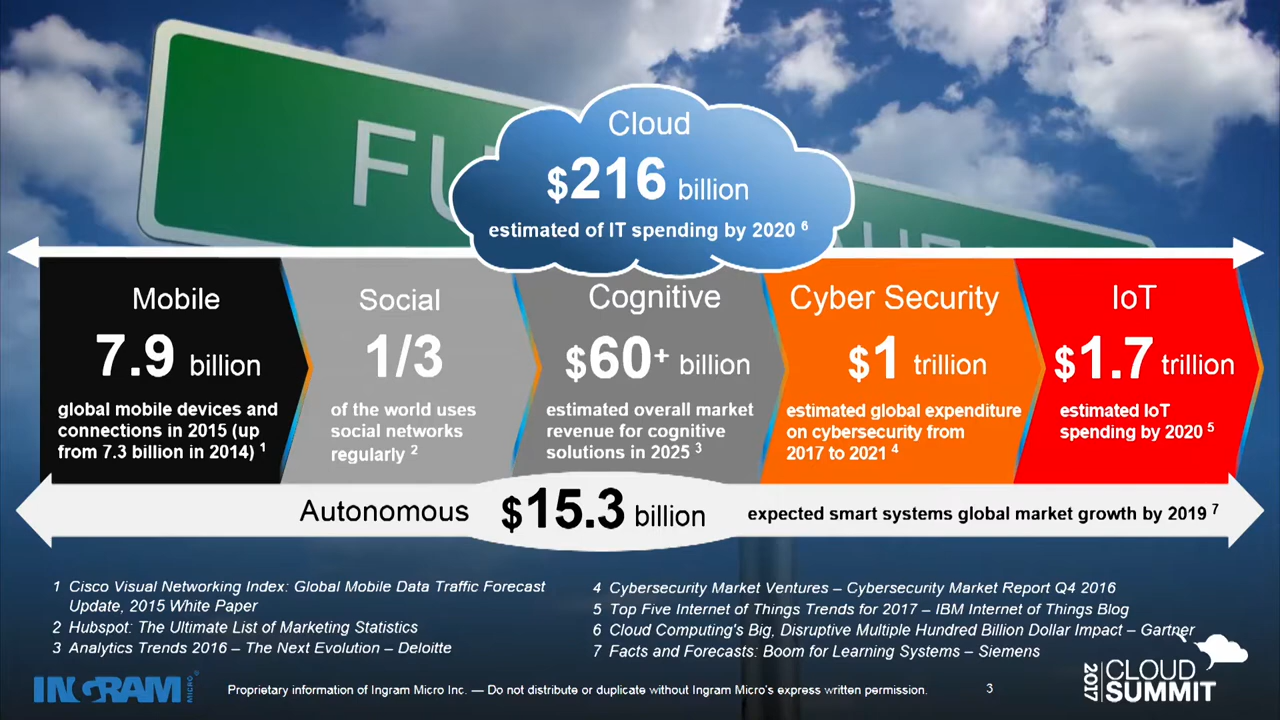 FU
Cloud
$216 billion
estimated of IT spending by 2020 6
Mobile
7.9 billion
global mobile devices and
connections in 2015 (up
from 7.3 billion in 2014) 1
Social
1/3
of the world uses
social networks
regularly 2
Cognitive
$60+ billion
estimated overall market
revenue for cognitive
solutions in 2025 3
Cyber Security
$1 trillion
estimated global expenditure
on cybersecurity from
2017 to 2021 4
IoT
$1.7 trillion
estimated IoT
spending by 2020 5
Autonomous $15.3 billion expected smart systems global market growth by 2019 7
1 Cisco Visual Networking Index: Global Mobile Data Traffic Forecast
Update, 2015 White Paper
2 Hubspot: The Ultimate List of Marketing Statistics
3 Analytics Trends 2016 – The Next Evolution – Deloitte
4 Cybersecurity Market Ventures – Cybersecurity Market Report Q4 2016
5 Top Five Internet of Things Trends for 2017 – IBM Internet of Things Blog
6 Cloud Computing's Big, Disruptive Multiple Hundred Billion Dollar Impact – Gartner
7 Facts and Forecasts: Boom for Learning Systems – Siemens
INGRAM MICRO
Proprietary information of Ingram Micro Inc. — Do not distribute or duplicate without Ingram Micro's express written permission.
3
2017 CLOUD
SUMMIT